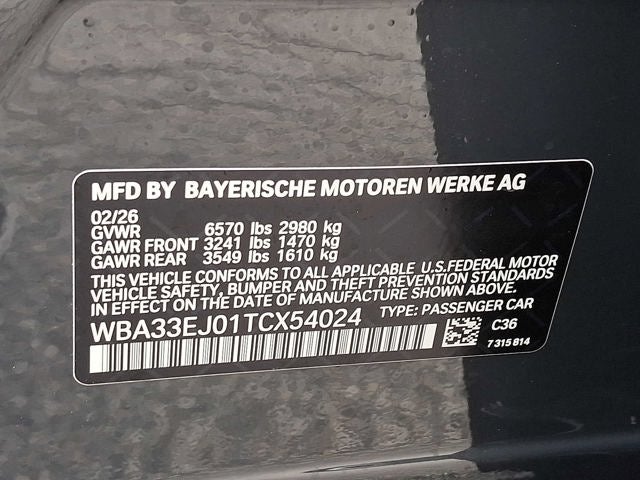 MFD BY BAYERISCHE MOTOREN WERKE AG
02/26
GVWR 6570 lbs 2980 kg
GAWR FRONT 3241 lbs 1470 kg
GAWR REAR 3549 lbs 1610 kg
THIS VEHICLE CONFORMS TO ALL APPLICABLE U.S.FEDERAL MOTOR
VEHICLE SAFETY, BUMPER AND THEFT PREVENTION STANDARDS
IN EFFECT ON THE DATE OF MANUFACTURE SHOWN ABOVE.
WBA33EJ01TCX54024 TYPE: PASSENGER CAR
C36
7 315 814